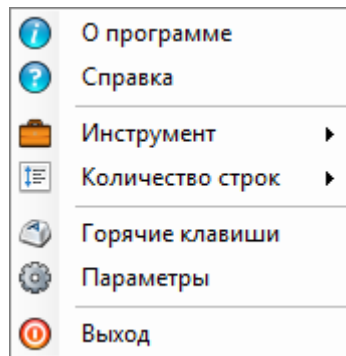 О программе
Справка
Инструмент
Количество строк
Горячие клавиши
Параметры
Выход